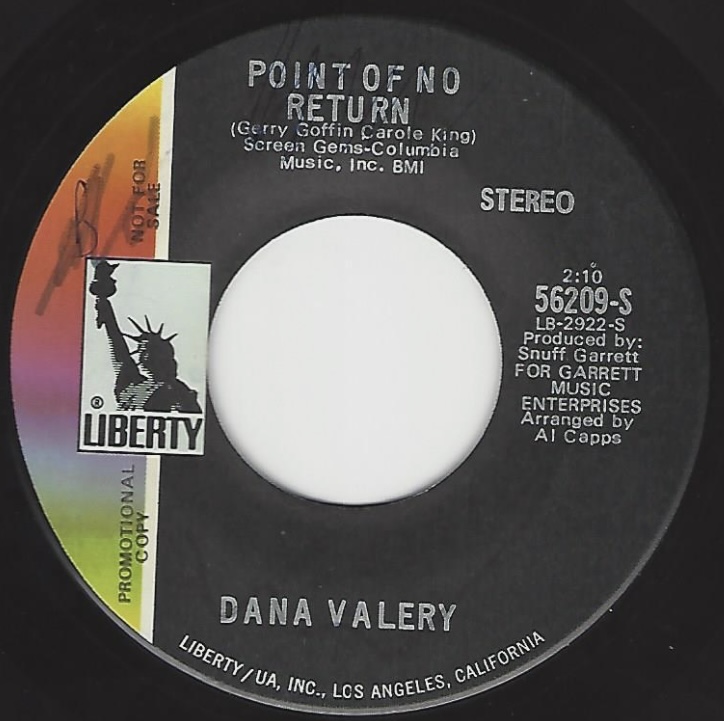 POINT OF NO
RETURN
(Gerry Goffin Carole King)
Screen Gems-Columbia
Music, Inc. BMI
STEREO
NOT FOR
SALE
2:10
56209-S
LB-2922-S
Produced by:
Snuff Garrett
FOR GARRETT
MUSIC
ENTERPRISES
Arranged by
Al Capps
®
LIBERTY
PROMOTIONAL
COPY
DANA VALERY
LIBERTY/UA, INC., LOS ANGELES, CALIFORNIA